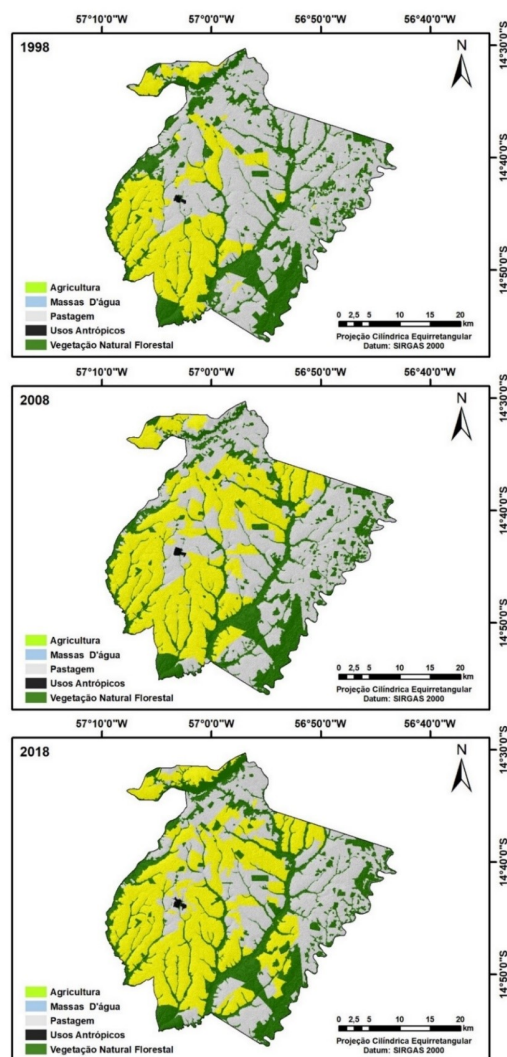 57°10'0"W 57°0'0"W 56°50'0"W 56°40'0"W
1998
N
14°30'0"S
14°40'0"S
14°50'0"S
Agricultura
Massas D'água
Pastagem
Usos Antrópicos
Vegetação Natural Florestal
0 2,5 5 10 15 20
km
Projeção Cilíndrica Equirretangular
Datum: SIRGAS 2000
57°10'0"W 57°0'0"W 56°50'0"W 56°40'0"W
2008
N
14°30'0"S
14°40'0"S
14°50'0"S
Agricultura
Massas D'água
Pastagem
Usos Antrópicos
Vegetação Natural Florestal
0 2,5 5 10 15 20
km
Projeção Cilíndrica Equirretangular
Datum: SIRGAS 2000
57°10'0"W 57°0'0"W 56°50'0"W 56°40'0"W
2018
N
14°30'0"S
14°40'0"S
14°50'0"S
Agricultura
Massas D'água
Pastagem
Usos Antrópicos
Vegetação Natural Florestal
0 2,5 5 10 15 20
km
Projeção Cilíndrica Equirretangular
Datum: SIRGAS 2000